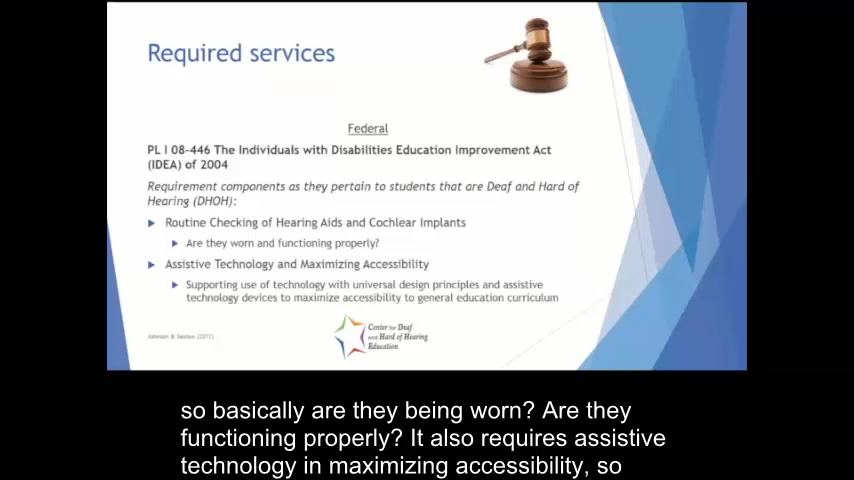 Required services
Federal
PL I 08-446 The Individuals with Disabilities Education Improvement Act
(IDEA) of 2004
Requirement components as they pertain to students that are Deaf and Hard of
Hearing (DHOH):
Routine Checking of Hearing Aids and Cochlear Implants
Are they worn and functioning properly?
Assistive Technology and Maximizing Accessibility
Supporting use of technology with universal design principles and assistive
technology devices to maximize accessibility to general education curriculum
Center for Deaf
and Hard of Hearing
Education
Johnson & Seaton (2012)
so basically are they being worn? Are they
functioning properly? It also requires assistive
technology in maximizing accessibility, so